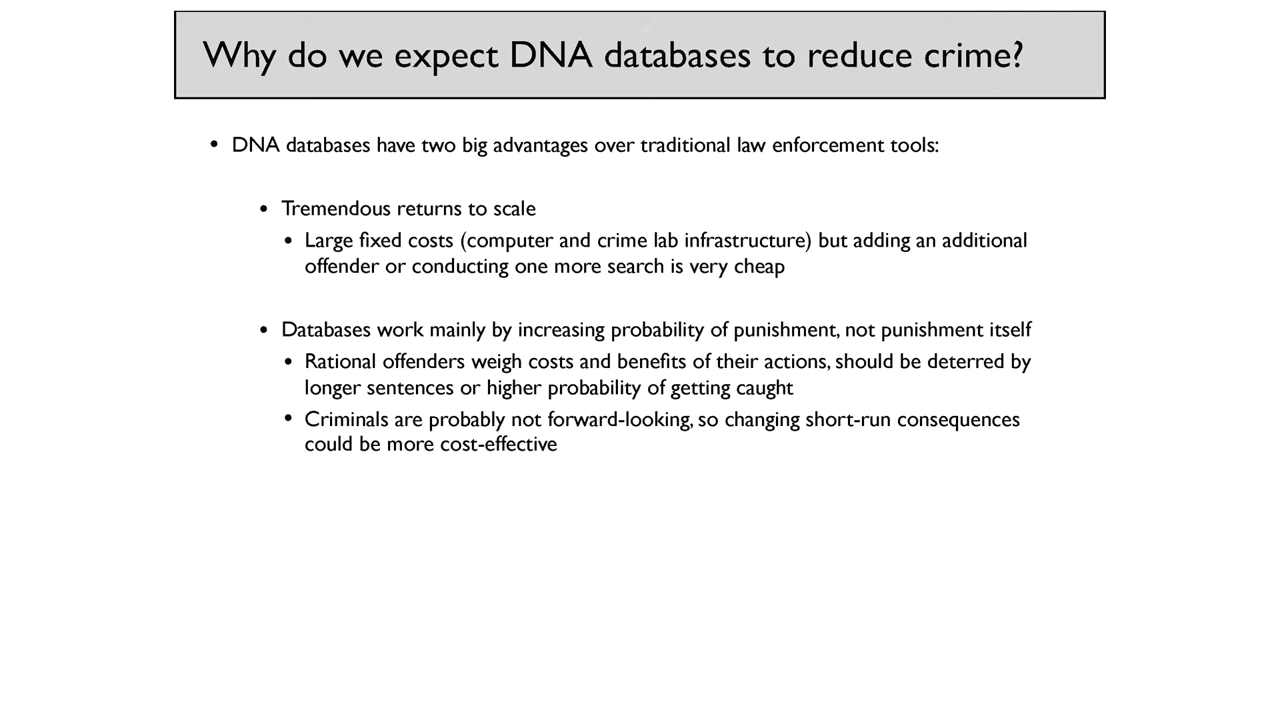 Why do we expect DNA databases to reduce crime?
• DNA databases have two big advantages over traditional law enforcement tools:
• Tremendous returns to scale
• Large fixed costs (computer and crime lab infrastructure) but adding an additional
offender or conducting one more search is very cheap
• Databases work mainly by increasing probability of punishment, not punishment itself
• Rational offenders weigh costs and benefits of their actions, should be deterred by
longer sentences or higher probability of getting caught
• Criminals are probably not forward-looking, so changing short-run consequences
could be more cost-effective